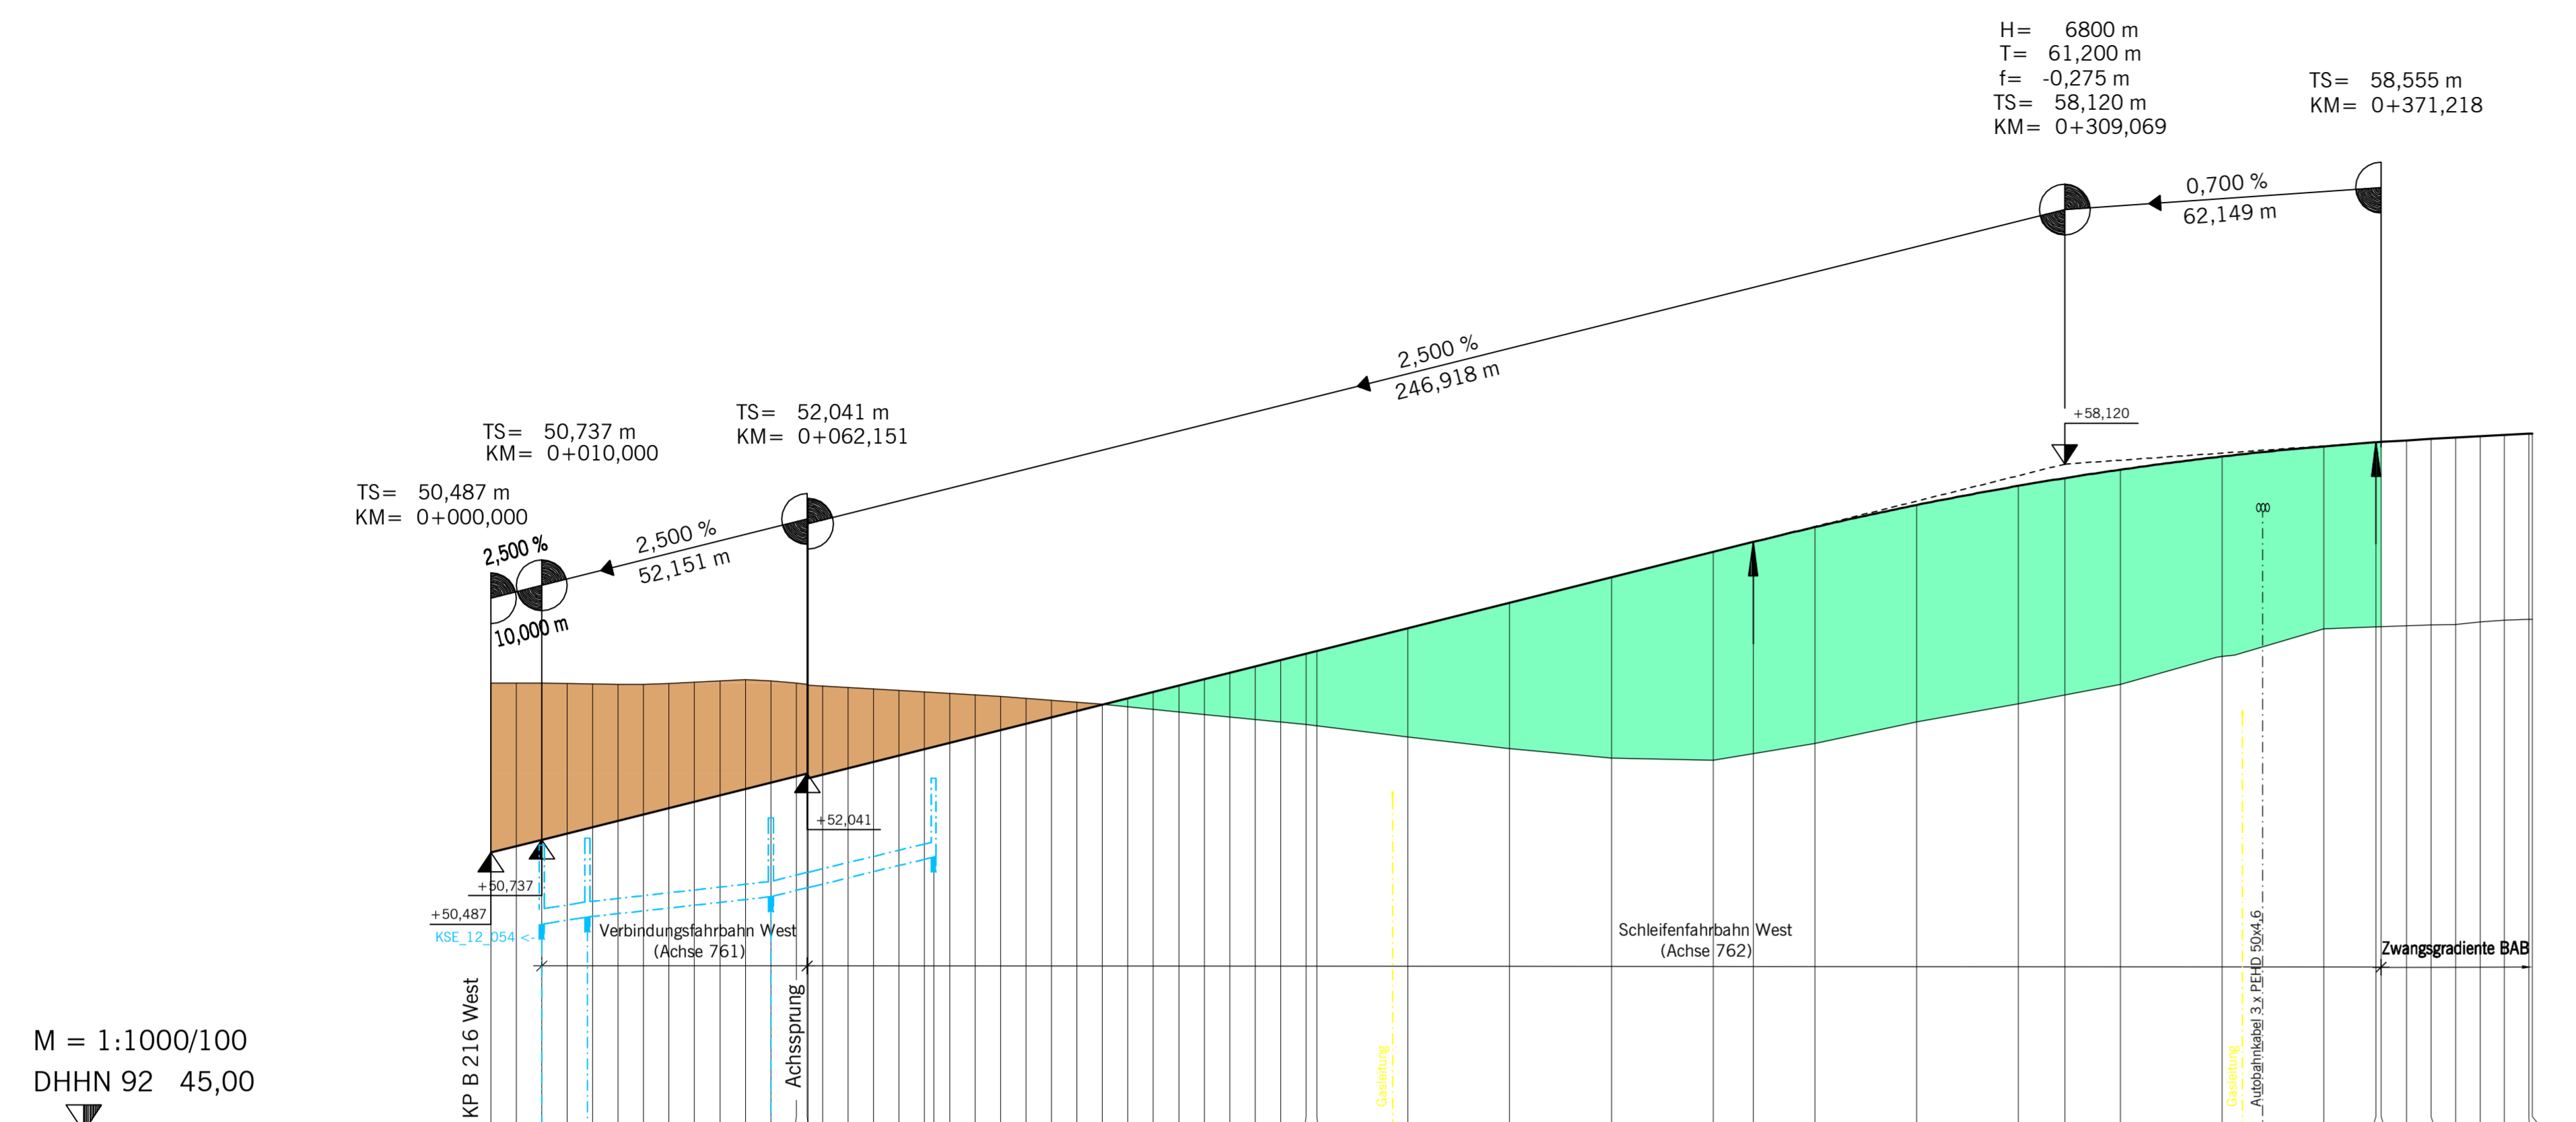 H= 6800 m
T= 61,200 m
f= -0,275 m
TS= 58,120 m
KM= 0+309,069
TS= 58,555 m
KM= 0+371,218
0,700 %
62,149 m
2,500 %
246,918 m
+58,120
TS= 52,041 m
KM= 0+062,151
TS= 50,737 m
KM= 0+010,000
TS= 50,487 m
KM= 0+000,000
2,500 %
10,000 m
2,500 %
52,151 m
+52,041
+50,737
+50,487
KSE_12_054 <-
Verbindungsfahrbahn West
(Achse 761)
Schleifenfahrbahn West
(Achse 762)
Zwangsgradiente BAB
KP B 216 West
Achssprung
Gasleitung
Gasleitung
Autobahnkabel 3 x PEHD 50x4,6
M = 1:1000/100
DHHN 92 45,00